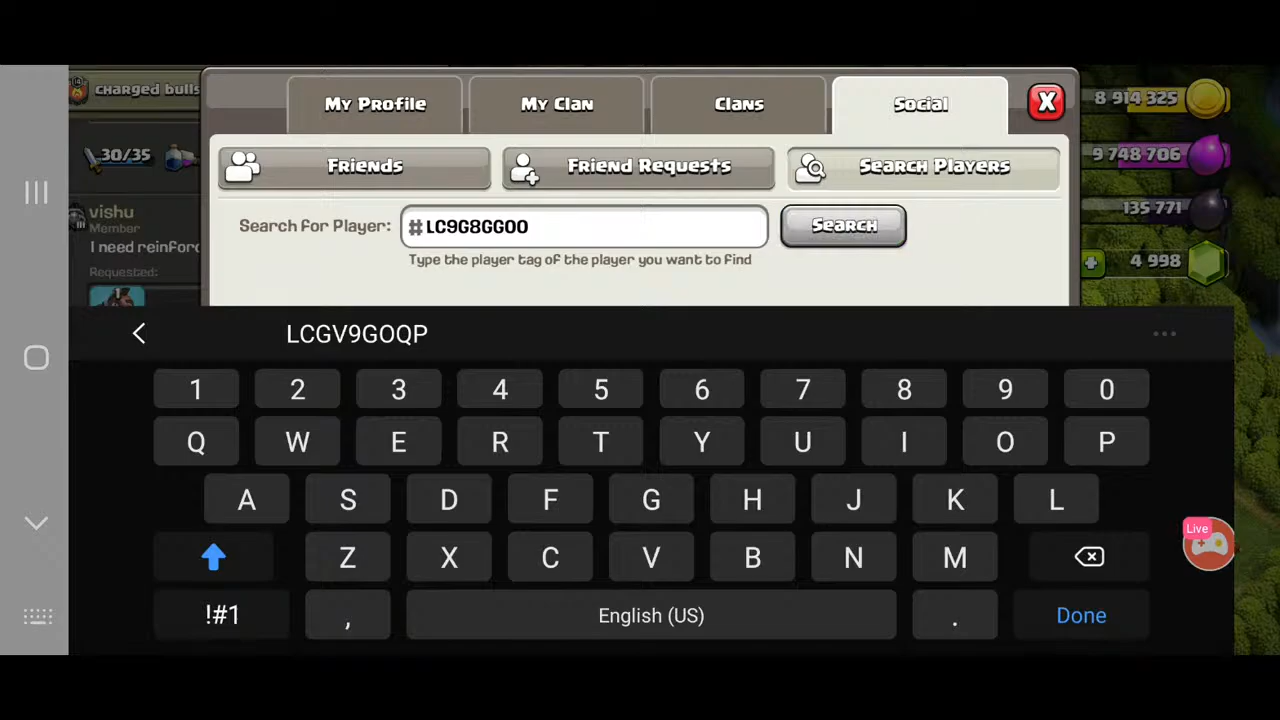 charged bulls
My Profile
My Clan
Clans
Social
X
8 914 325
30/35
Friends
Friend Requests
Search Players
9 748 706
vishu
Member
I need reinforc
Requested:
Search for Player:
#LC9G8GGOO
Search
135 771
Type the player tag of the player you want to find
4 998
LCGV9GOQP
1 2 3 4 5 6 7 8 9 0
Q W E R T Y U I O P
A S D F G H J K L
Live
Z X C V B N M
!#1 , English (US) . Done